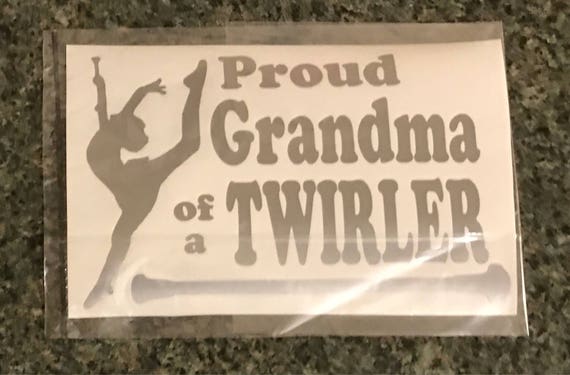 Proud
Grandma
of a TWIRLER